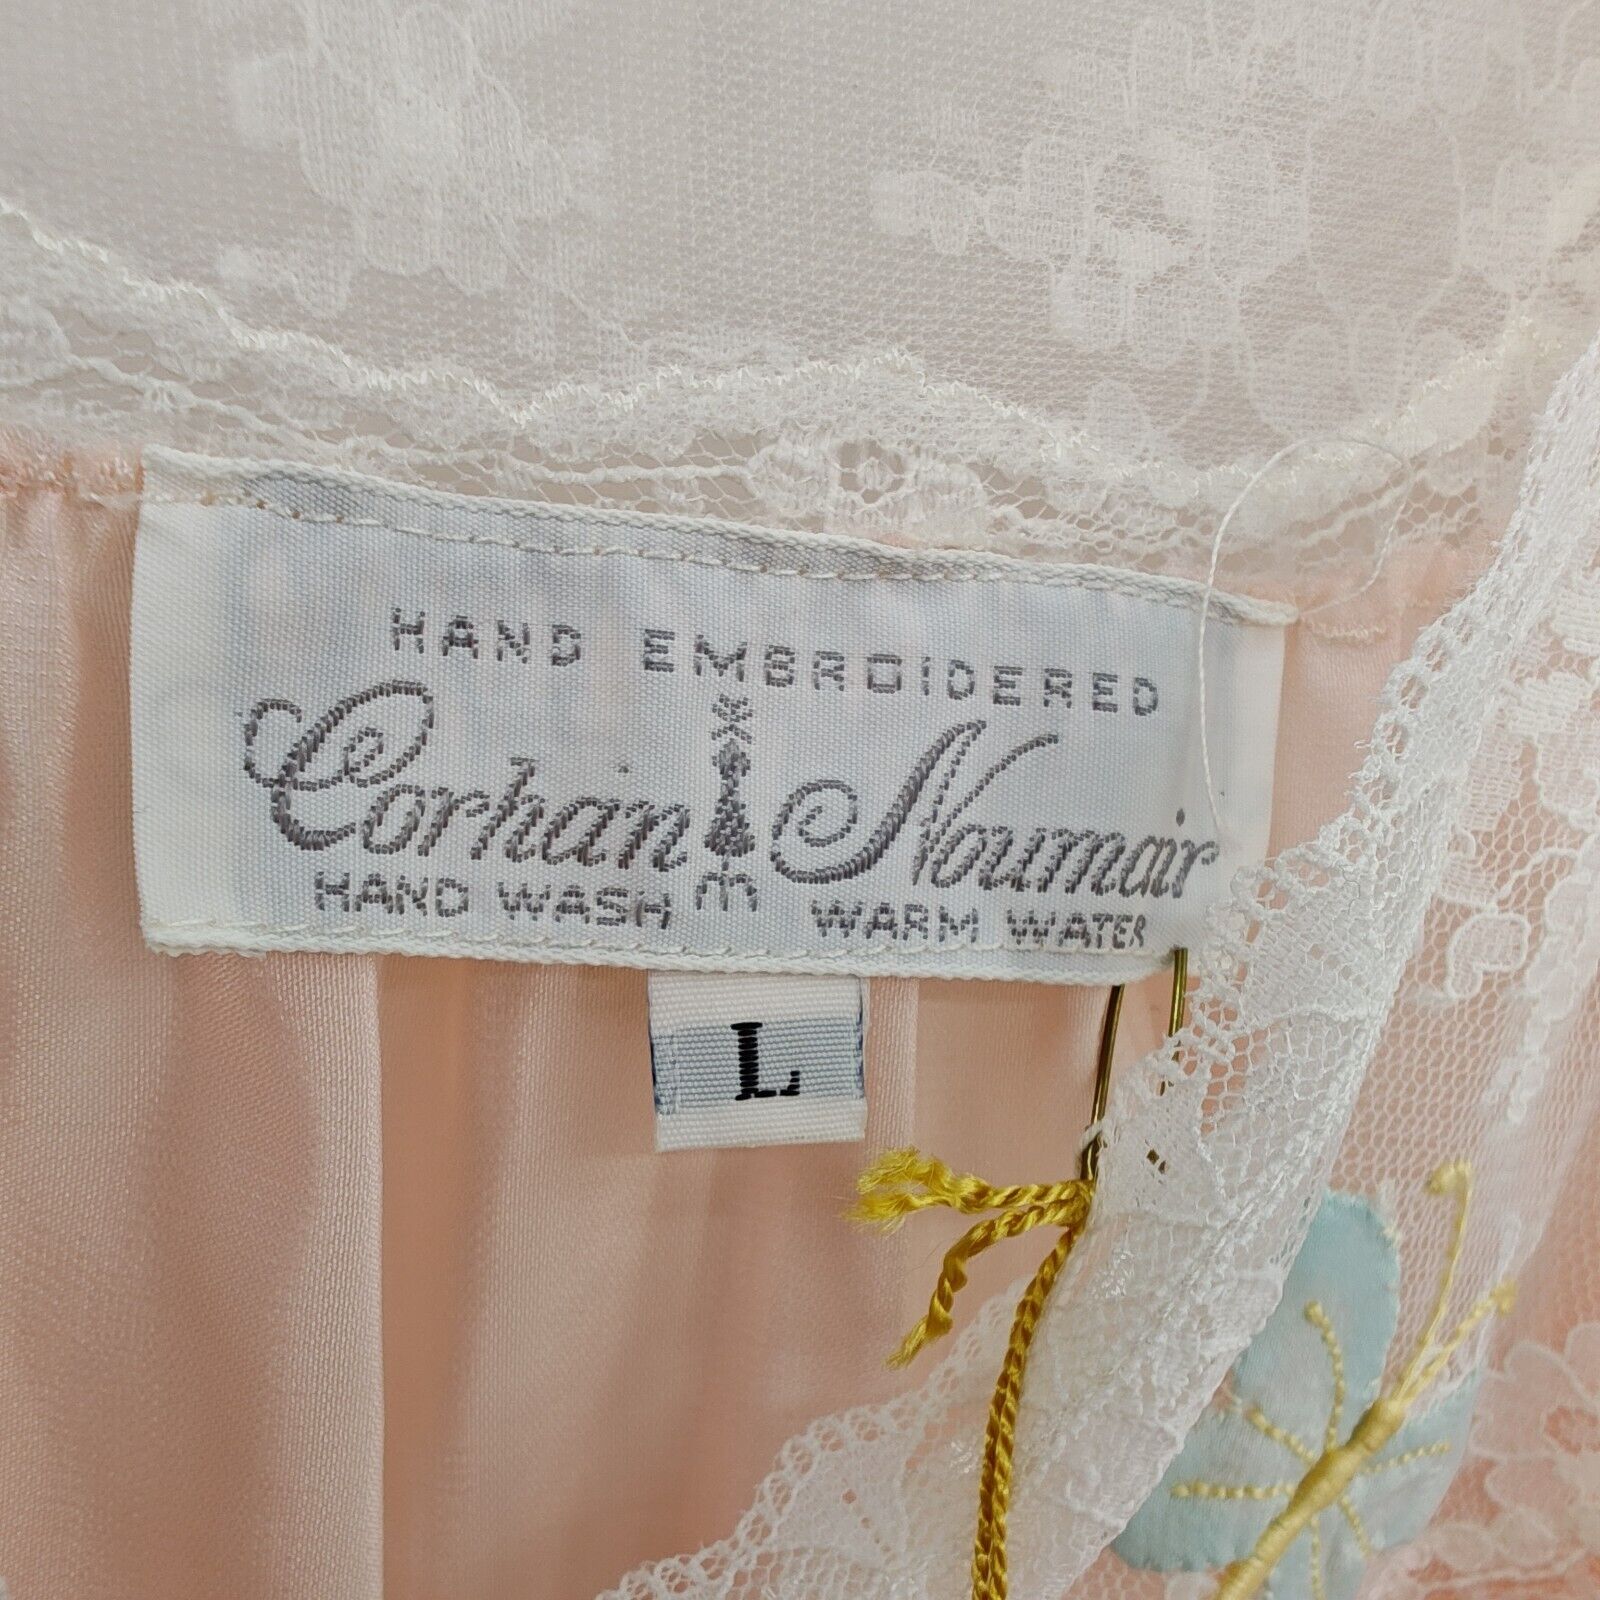 HAND EMBROIDERED
Corhan Noumair
HAND WASH WARM WATER
L